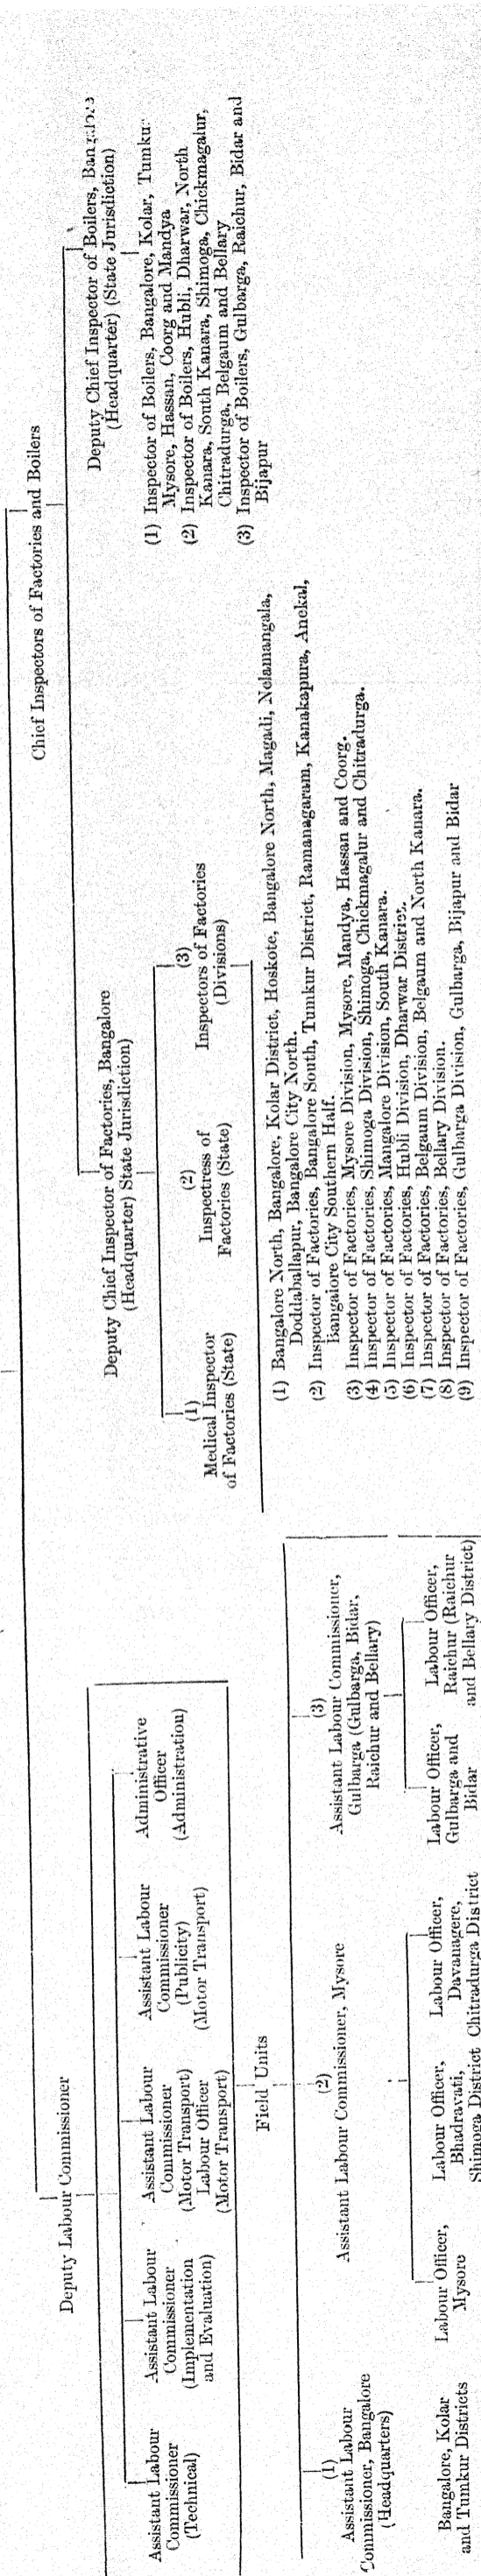 Deputy Labour Commissioner
Assistant Labour
Commissioner
(Technical)
Assistant Labour
Commissioner
(Implementation
and Evaluation)
Assistant Labour
Commissioner
(Motor Transport)
Labour Officer
(Motor Transport)
Assistant Labour
Commissioner
(Publicity)
(Motor Transport)
Administrative
Officer
(Administration)
Field Units
(1)
Assistant Labour
Commissioner, Bangalore
(Headquarters)
Bangalore, Kolar
and Tumkur Districts
(2)
Assistant Labour Commissioner, Mysore
Labour Officer,
Mysore
Labour Officer,
Bhadravati,
Shimoga District
Labour Officer,
Davanagere,
Chitradurga District
(3)
Assistant Labour Commissioner,
Gulbarga (Gulbarga, Bidar,
Raichur and Bellary)
Labour Officer,
Gulbarga and
Bidar
Labour Officer,
Raichur (Raichur
and Bellary District)
Chief Inspectors of Factories and Boilers
Deputy Chief Inspector of Factories, Bangalore
(Headquarter) State Jurisdiction)
(1)
Medical Inspector
of Factories (State)
(2)
Inspectress of
Factories (State)
(3)
Inspectors of Factories
(Divisions)
(1) Bangalore North, Bangalore, Kolar District, Hoskote, Bangalore North, Magadi, Nelamangala,
Doddaballapur, Bangalore City North.
(2) Inspector of Factories, Bangalore South, Tumkur District, Ramanagaram, Kanakapura, Anekal,
Bangalore City Southern Half.
(3) Inspector of Factories, Mysore Division, Mysore, Mandya, Hassan and Coorg.
(4) Inspector of Factories, Shimoga Division, Shimoga, Chickmagalur and Chitradurga.
(5) Inspector of Factories, Mangalore Division, South Kanara.
(6) Inspector of Factories, Hubli Division, Dharwar District.
(7) Inspector of Factories, Belgaum Division, Belgaum and North Kanara.
(8) Inspector of Factories, Bellary Division.
(9) Inspector of Factories, Gulbarga Division, Gulbarga, Bijapur and Bidar
Deputy Chief Inspector of Boilers, Bangalore
(Headquarter) (State Jurisdiction)
(1) Inspector of Boilers, Bangalore, Kolar, Tumkur
Mysore, Hassan, Coorg and Mandya
(2) Inspector of Boilers, Hubli, Dharwar, North
Kanara, South Kanara, Shimoga, Chickmagalur,
Chitradurga, Belgaum and Bellary
(3) Inspector of Boilers, Gulbarga, Raichur, Bidar and
Bijapur